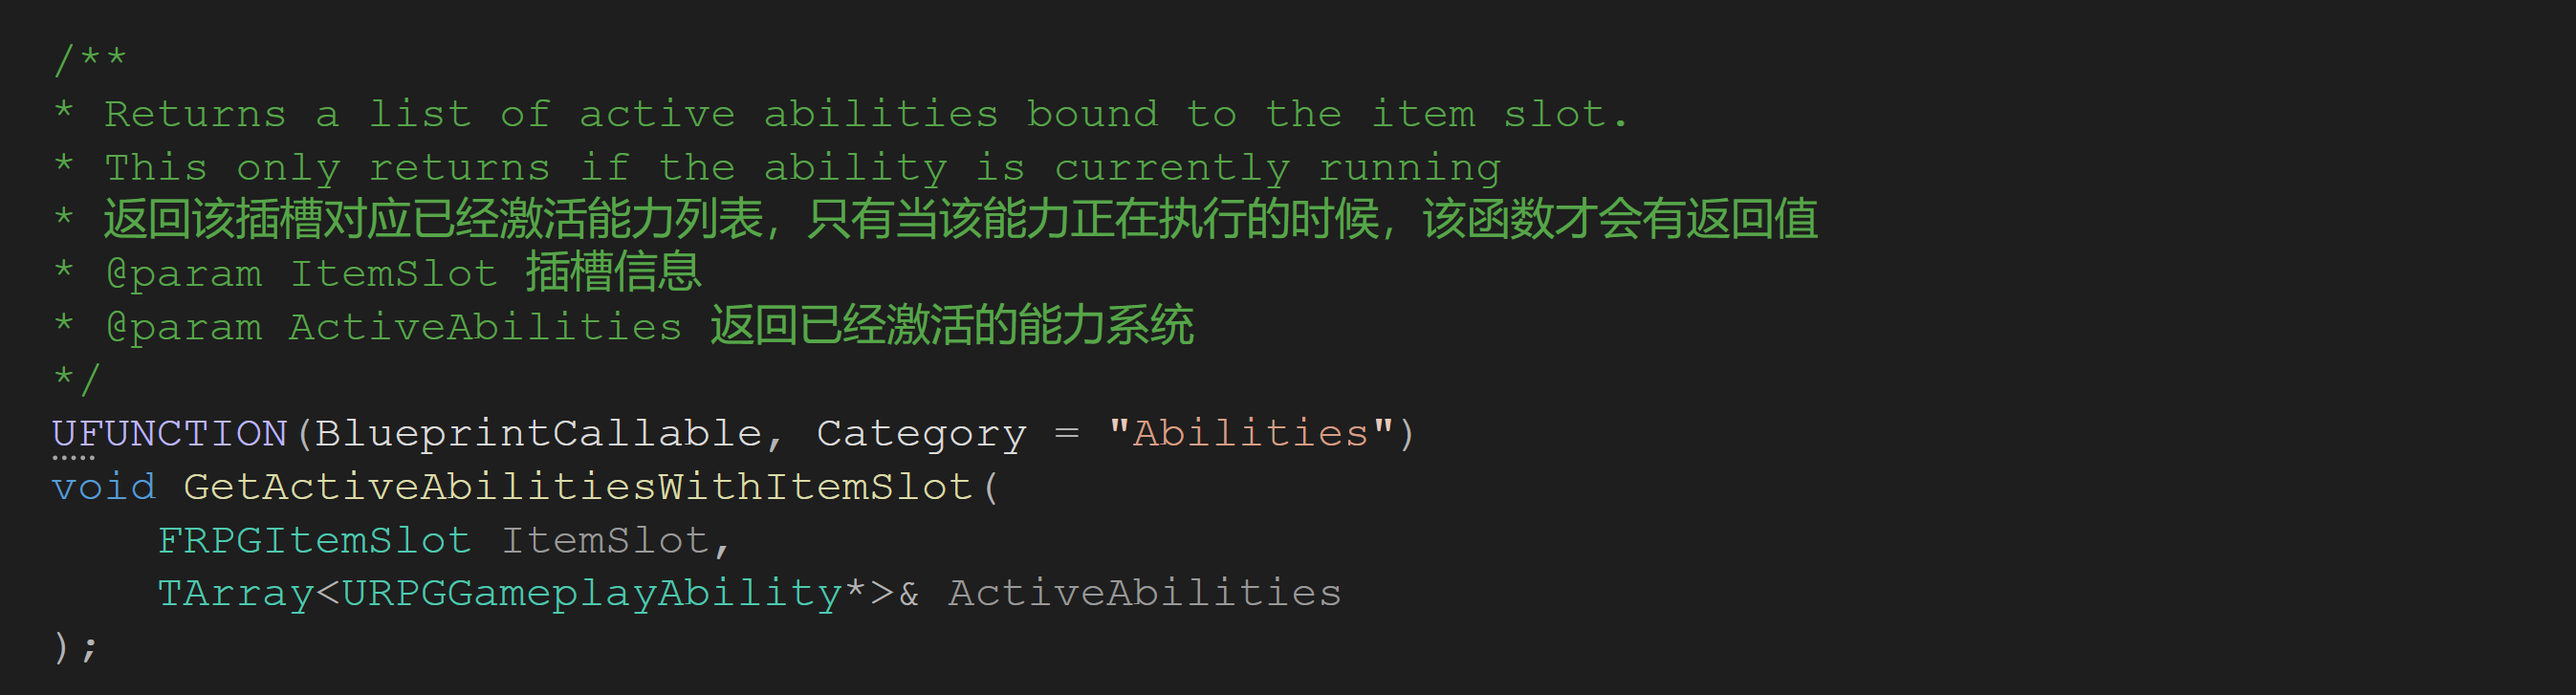 /**
* Returns a list of active abilities bound to the item slot.
* This only returns if the ability is currently running
* 返回该插槽对应已经激活能力列表，只有当该能力正在执行的时候，该函数才会有返回值
* @param ItemSlot 插槽信息
* @param ActiveAbilities 返回已经激活的能力系统
*/
UFUNCTION(BlueprintCallable, Category = "Abilities")
void GetActiveAbilitiesWithItemSlot(
    FRPGItemSlot ItemSlot,
    TArray<URPGGameplayAbility*>& ActiveAbilities
);